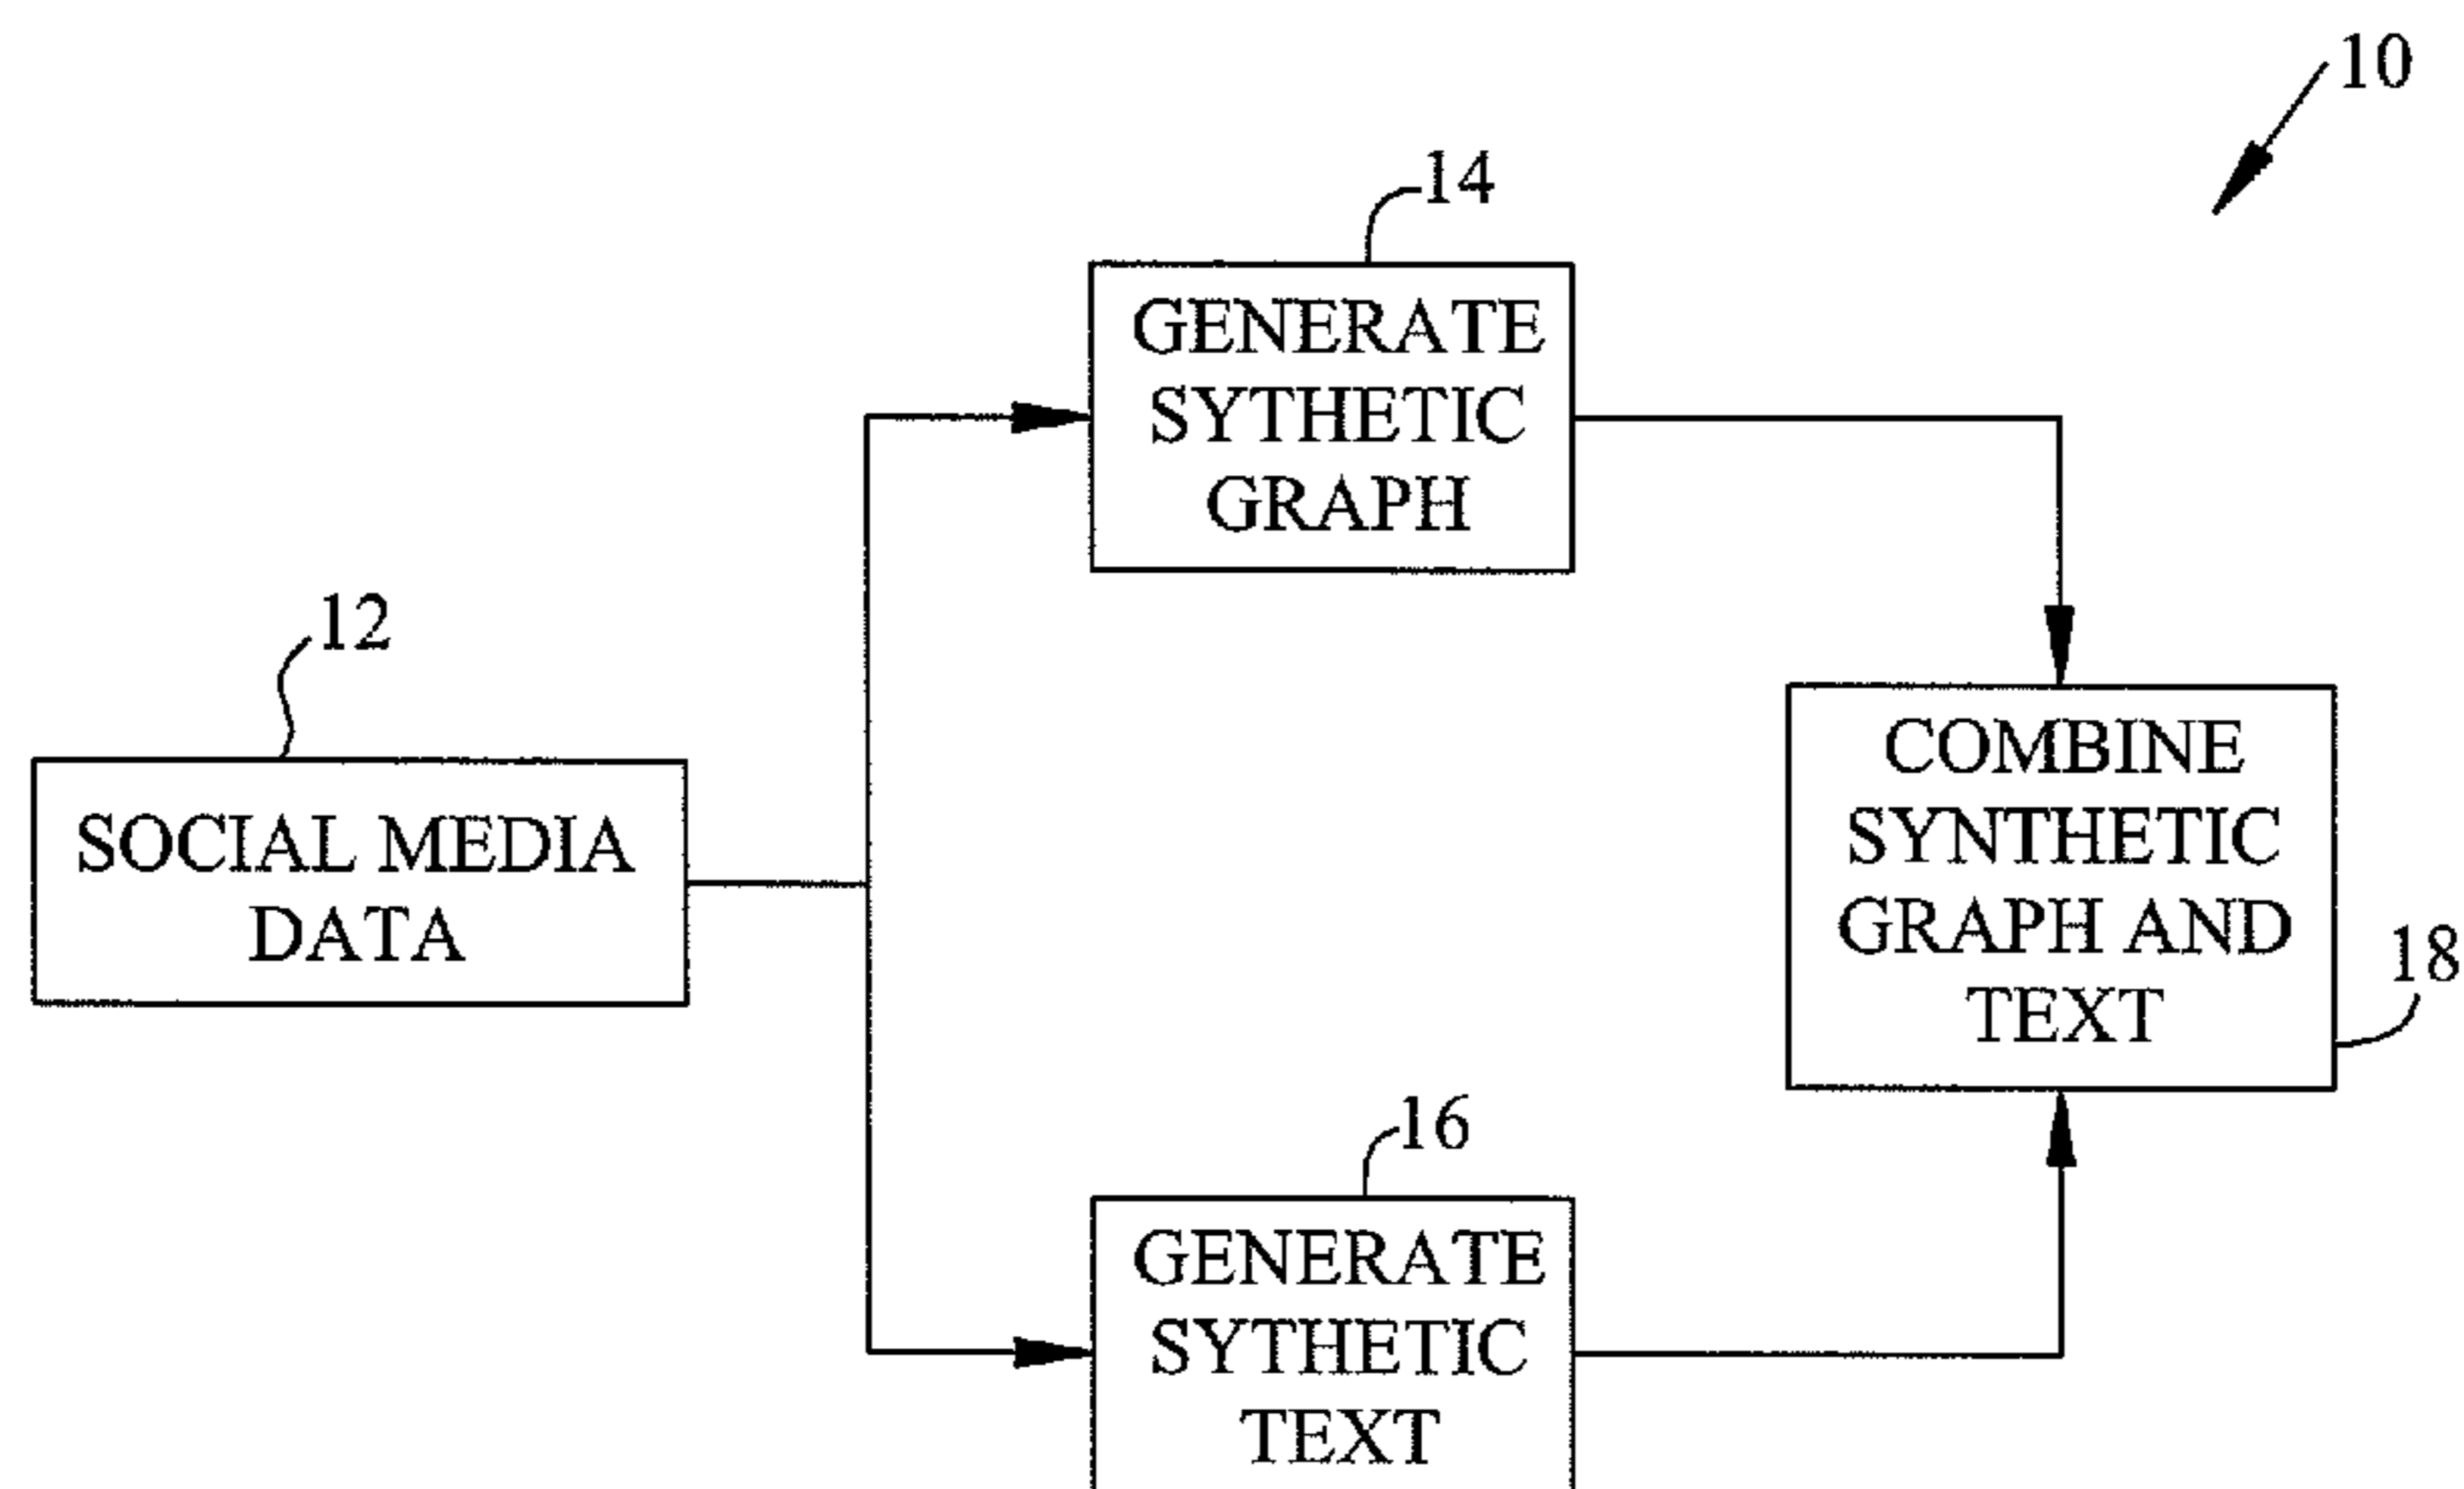 10
14
GENERATE
SYTHETIC
GRAPH
12
SOCIAL MEDIA
DATA
COMBINE
SYNTHETIC
GRAPH AND
TEXT
18
16
GENERATE
SYTHETIC
TEXT